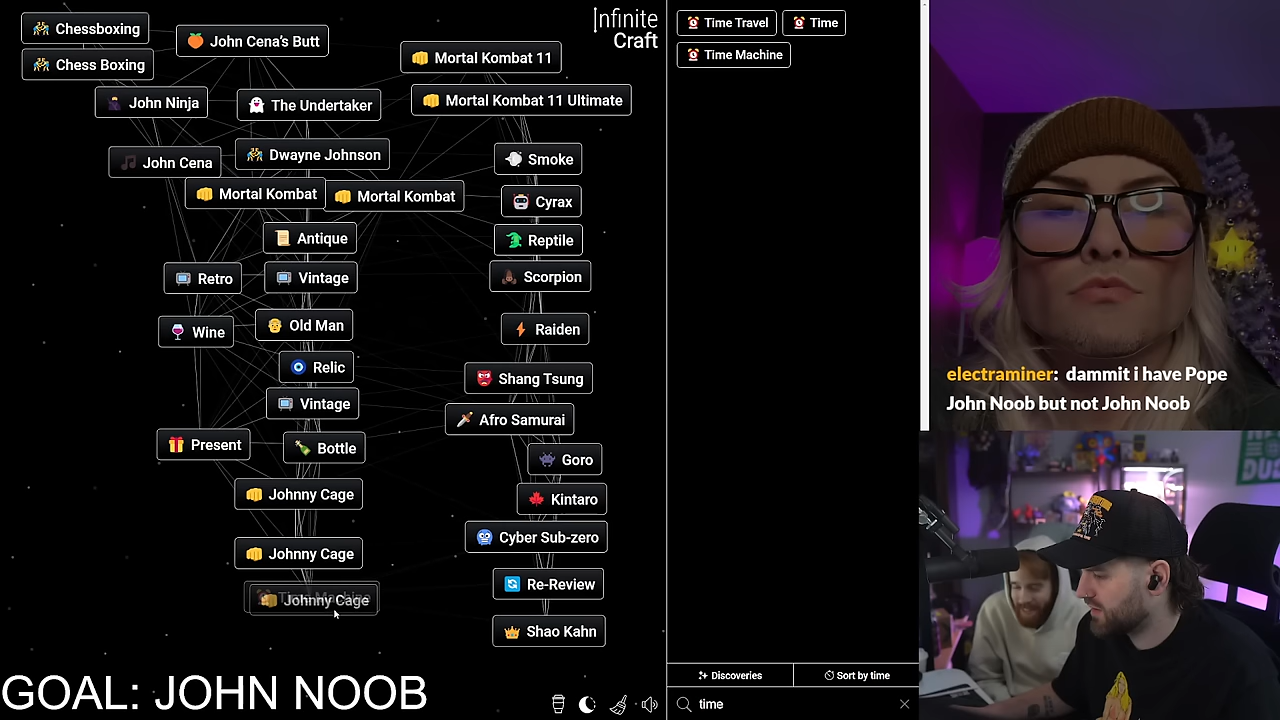 Chessboxing
John Cena's Butt
Chess Boxing
John Ninja
The Undertaker
John Cena
Dwayne Johnson
Mortal Kombat
Mortal Kombat
Antique
Retro
Vintage
Wine
Old Man
Relic
Vintage
Present
Bottle
Johnny Cage
Johnny Cage
Johnny Cage
Mortal Kombat 11
Mortal Kombat 11 Ultimate
Smoke
Cyrax
Reptile
Scorpion
Raiden
Shang Tsung
Afro Samurai
Goro
Kintaro
Cyber Sub-zero
Re-Review
Shao Kahn
Infinite
Craft
GOAL: JOHN NOOB
Time Travel
Time
Time Machine
Discoveries
Sort by time
time
electraminer: dammit i have Pope
John Noob but not John Noob